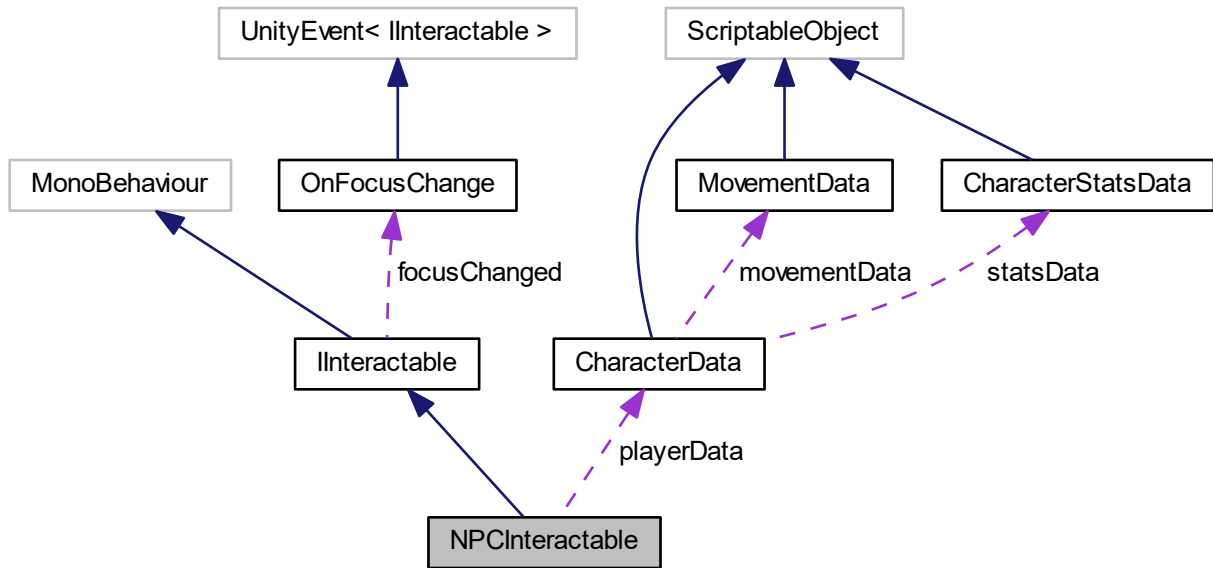 UnityEvent< IInteractable >
ScriptableObject
MonoBehaviour
OnFocusChange
MovementData
CharacterStatsData
focusChanged
movementData
statsData
IInteractable
CharacterData
playerData
NPCInteractable